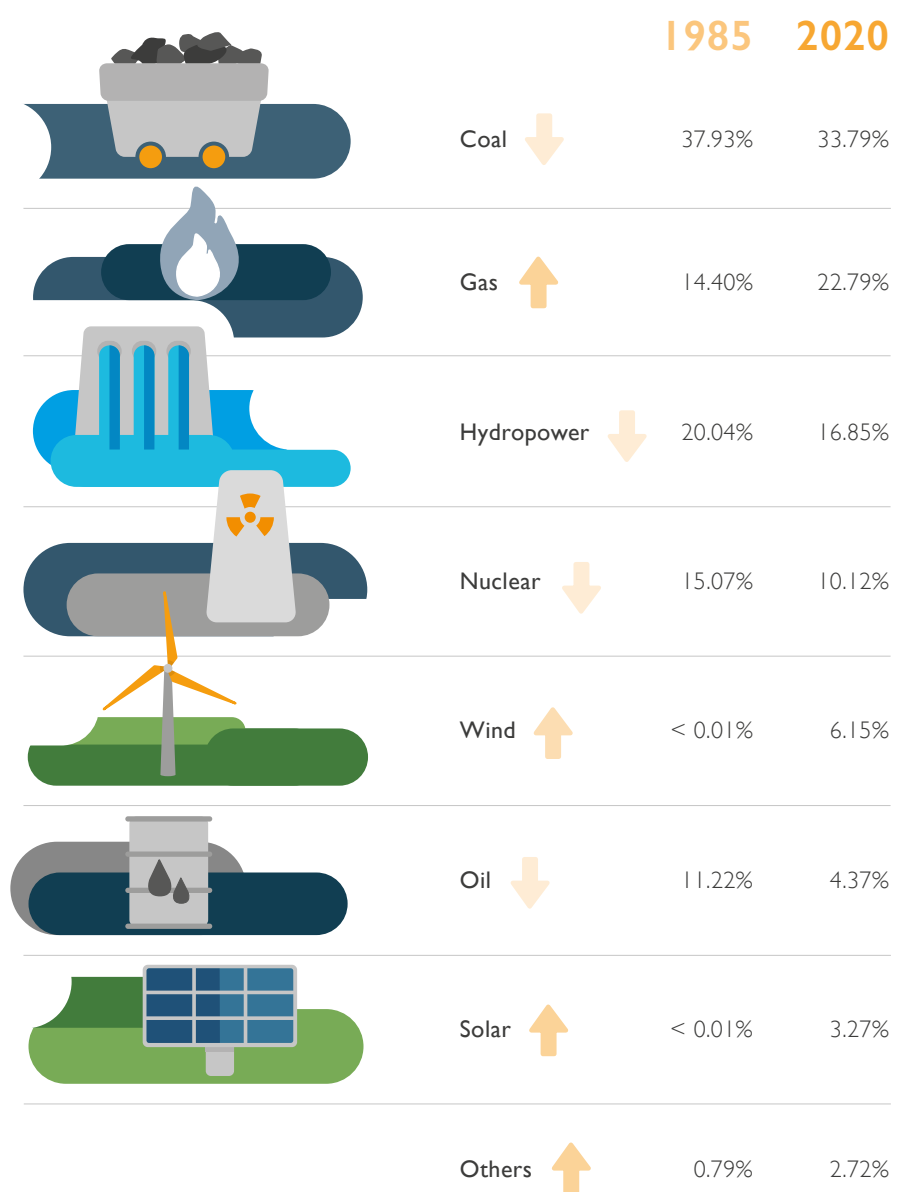 1985 2020
Coal 37.93% 33.79%
Gas 14.40% 22.79%
Hydropower 20.04% 16.85%
Nuclear 15.07% 10.12%
Wind < 0.01% 6.15%
Oil 11.22% 4.37%
Solar < 0.01% 3.27%
Others 0.79% 2.72%